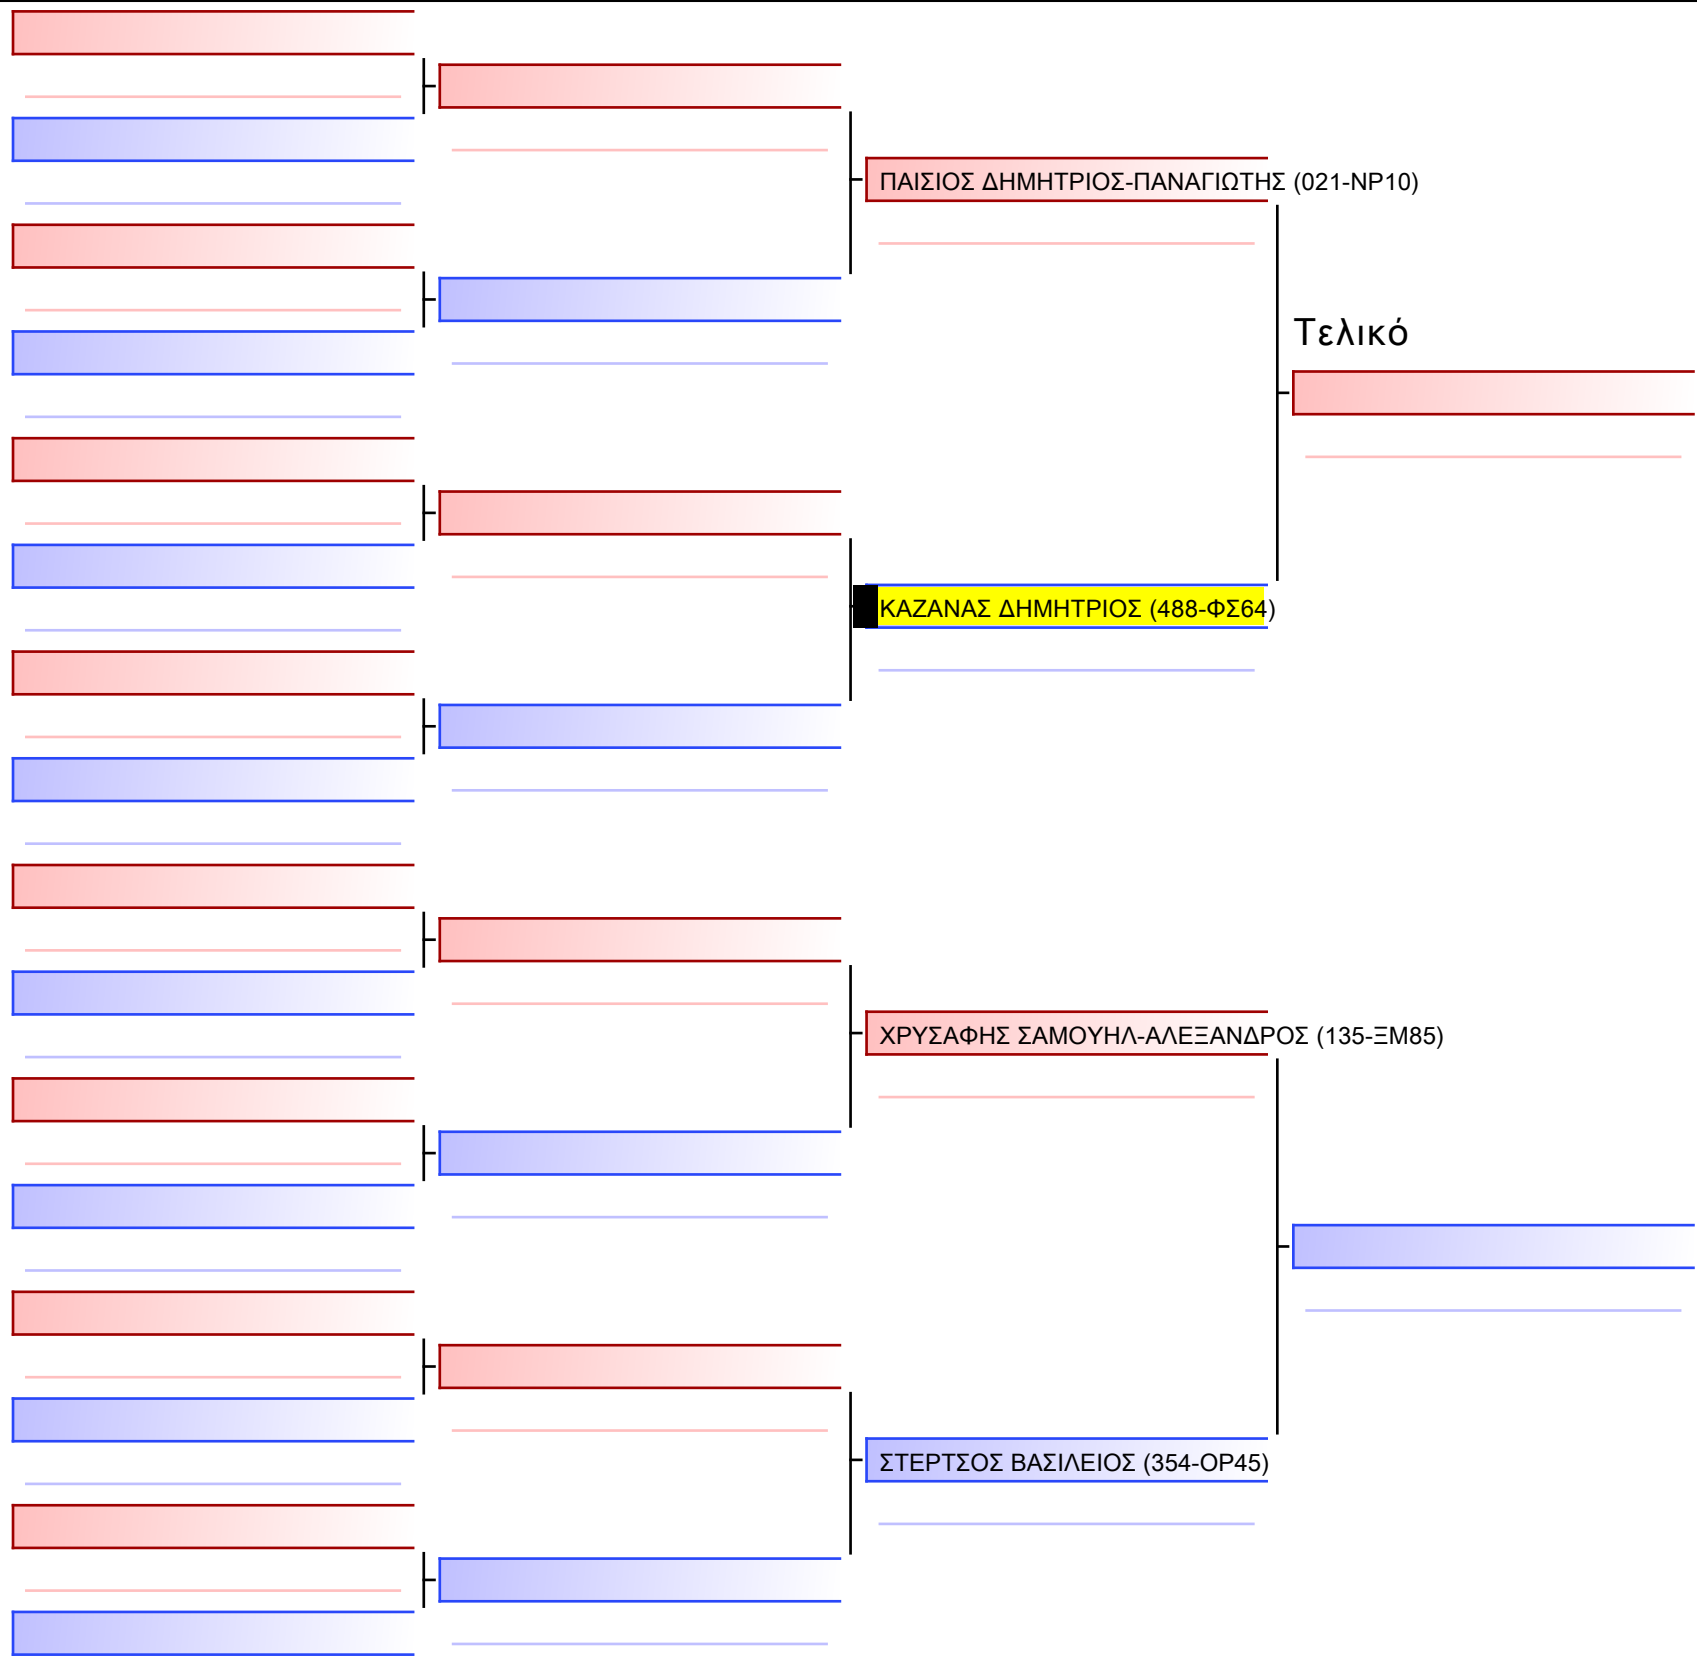 ΠΑΙΣΙΟΣ ΔΗΜΗΤΡΙΟΣ-ΠΑΝΑΓΙΩΤΗΣ (021-ΝΡ10)
Τελικό
ΚΑΖΑΝΑΣ ΔΗΜΗΤΡΙΟΣ (488-ΦΣ64)
ΧΡΥΣΑΦΗΣ ΣΑΜΟΥΗΛ-ΑΛΕΞΑΝΔΡΟΣ (135-ΞΜ85)
ΣΤΕΡΤΣΟΣ ΒΑΣΙΛΕΙΟΣ (354-ΟΡ45)